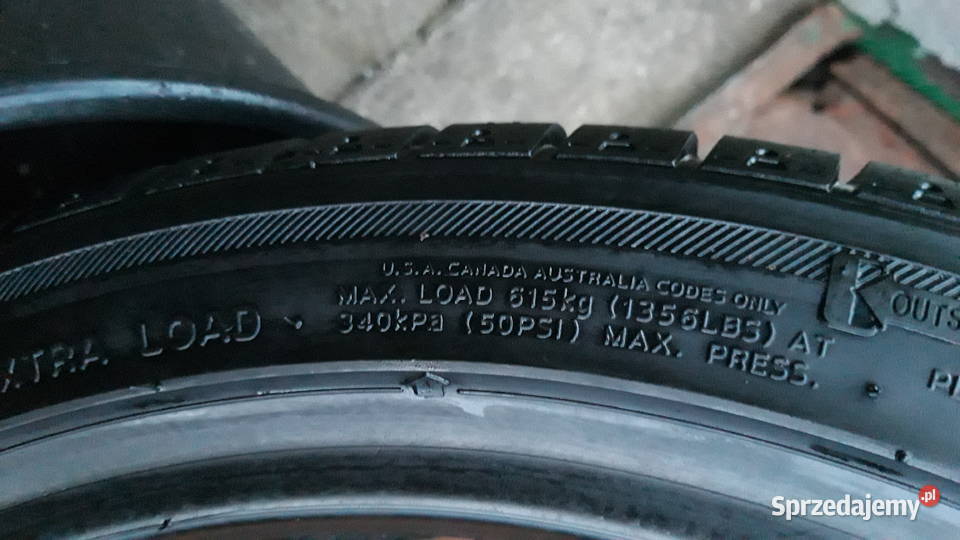 U.S.A. CANADA AUSTRALIA CODES ONLY
XTRA LOAD MAX. LOAD 615kg (1356LBS) AT
340kPa (50PSI) MAX. PRESS.
K OUTS
Sprzedajemy.pl